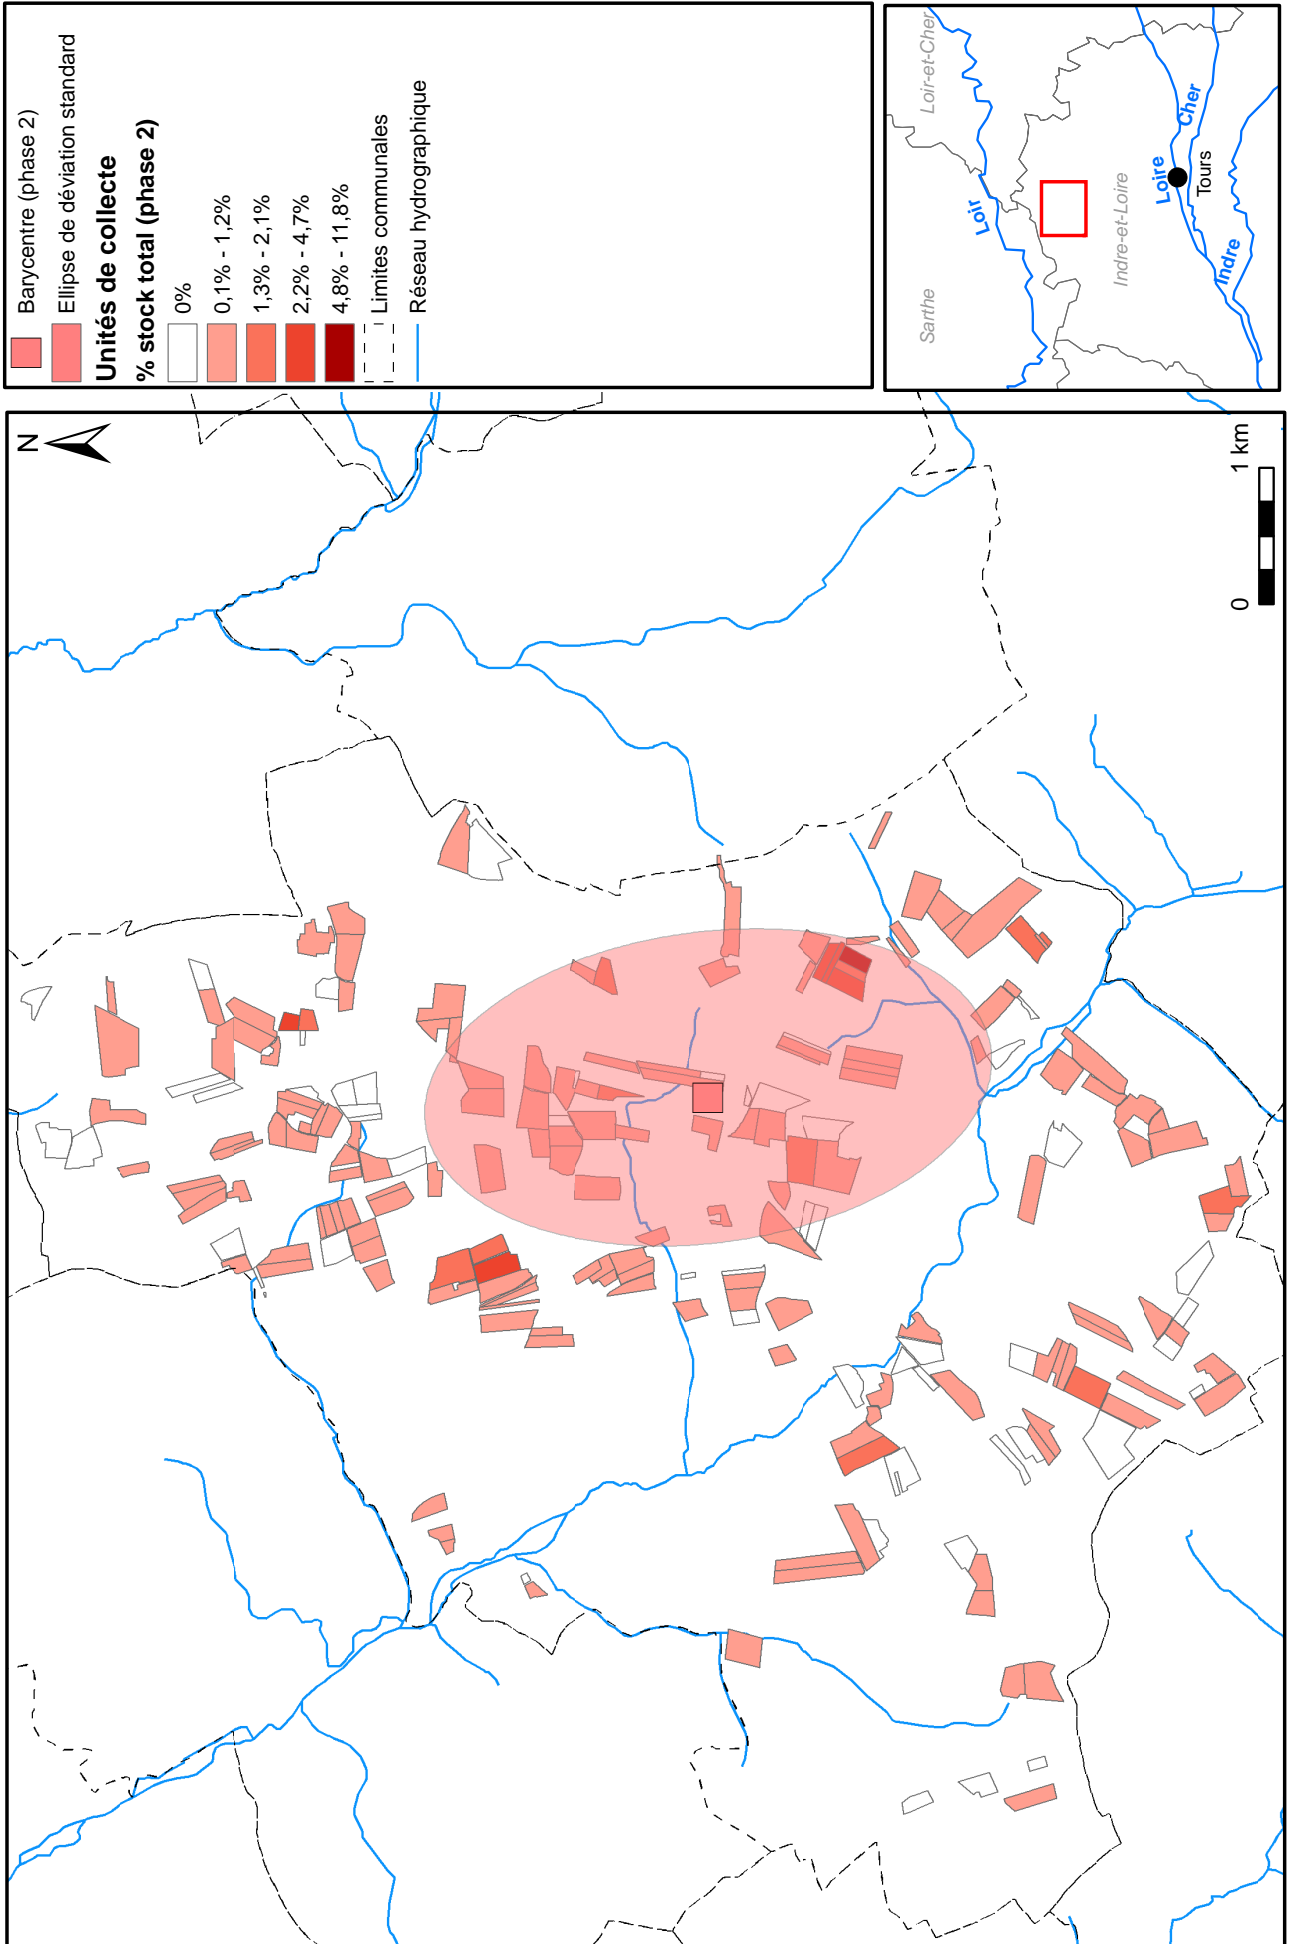 Barycentre (phase 2)
Ellipse de déviation standard
Unités de collecte
% stock total (phase 2)
0%
0,1% - 1,2%
1,3% - 2,1%
2,2% - 4,7%
4,8% - 11,8%
Limites communales
Réseau hydrographique
N
0
1 km
Sarthe
Loir-et-Cher
Loir
Indre-et-Loire
Loire
Cher
Tours
Indre